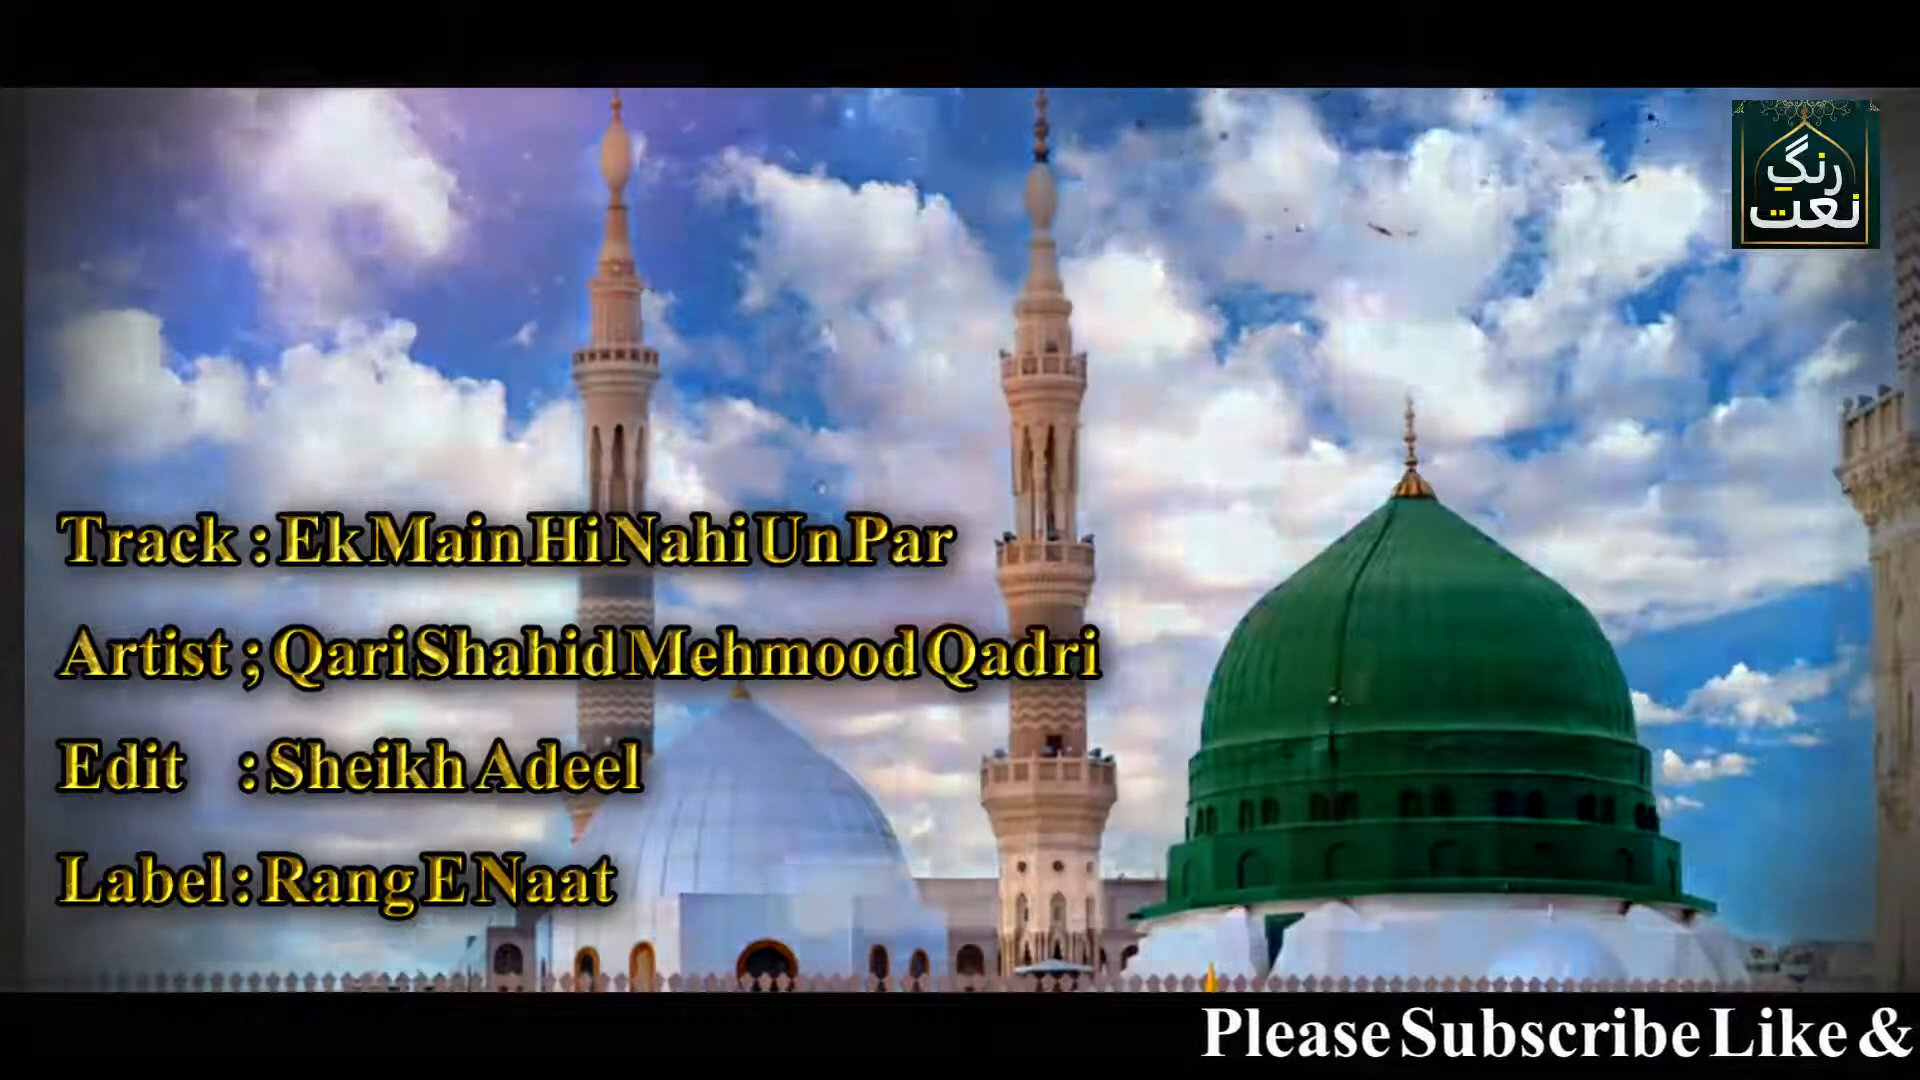 رنگِ
نعت
Track : Ek Main Hi Nahi Un Par
Artist ; Qari Shahid Mehmood Qadri
Edit : Sheikh Adeel
Label : Rang E Naat
Please Subscribe Like &